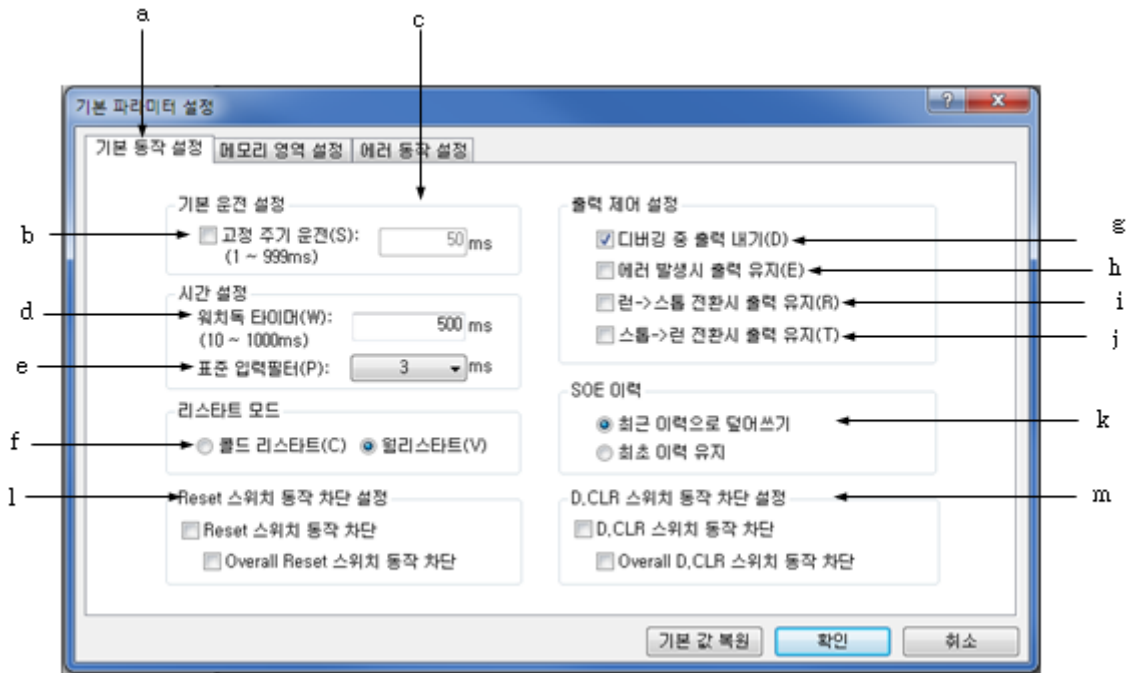 a
c
기본 파라미터 설정
기본 동작 설정 메모리 영역 설정 에러 동작 설정
기본 운전 설정
b
고정 주기 운전(S): 50 ms
(1 ~ 999ms)
시간 설정
d
워치독 타이머(W): 500 ms
(10 ~ 1000ms)
e
표준 입력필터(P): 3 ms
리스타트 모드
f
콜드 리스타트(C) 웜리스타트(V)
l
Reset 스위치 동작 차단 설정
Reset 스위치 동작 차단
Overall Reset 스위치 동작 차단
출력 제어 설정
디버깅 중 출력 내기(D)
g
에러 발생시 출력 유지(E)
h
런->스톱 전환시 출력 유지(R)
i
스톱->런 전환시 출력 유지(T)
j
SOE 이력
최근 이력으로 덮어쓰기
k
최초 이력 유지
D.CLR 스위치 동작 차단 설정
m
D.CLR 스위치 동작 차단
Overall D.CLR 스위치 동작 차단
기본 값 복원 확인 취소